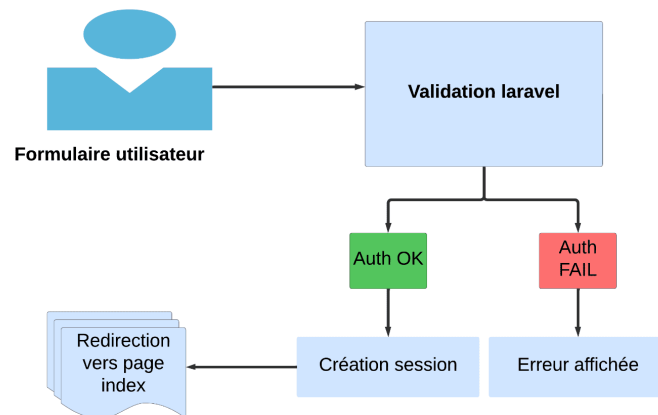 Validation laravel
Formulaire utilisateur
Auth OK
Auth
FAIL
Redirection
vers page
index
Création session
Erreur affichée